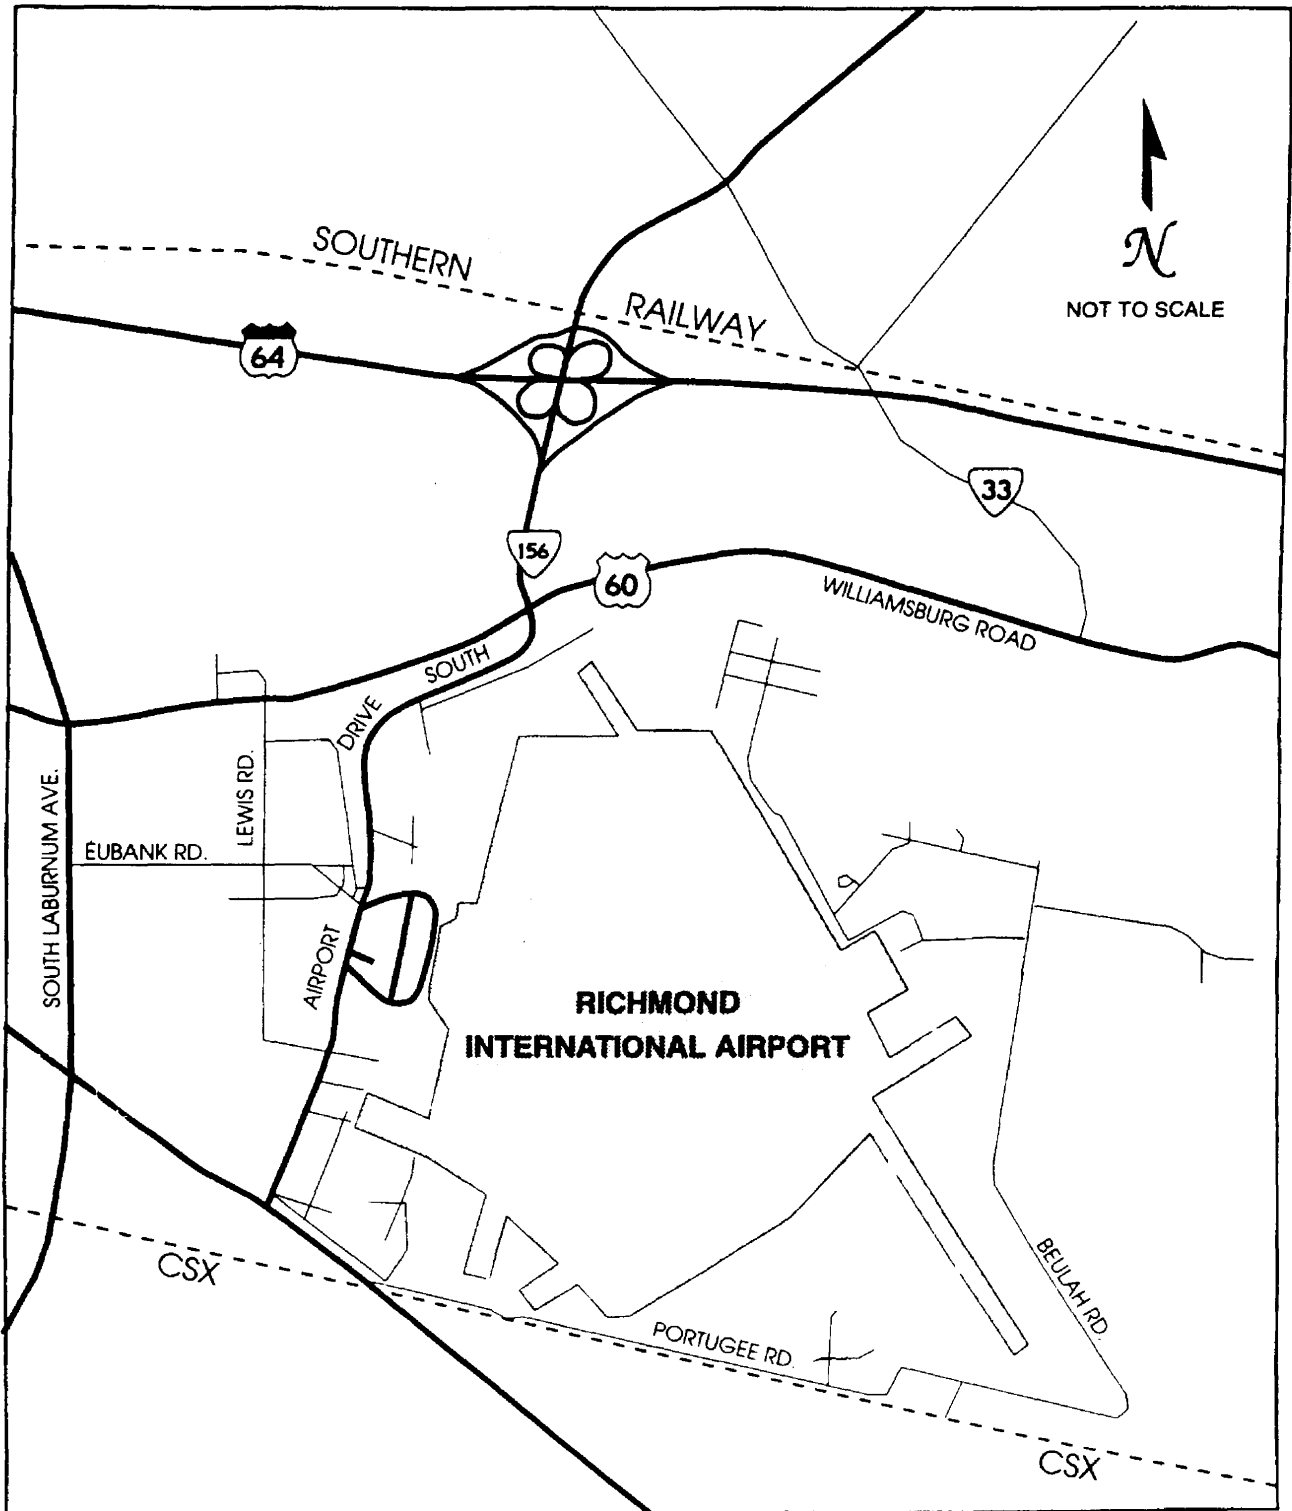 SOUTHERN
RAILWAY
N
NOT TO SCALE
64
33
156
60
WILLIAMSBURG ROAD
SOUTH
DRIVE
LEWIS RD.
SOUTH LABURNUM AVE.
EUBANK RD.
AIRPORT
RICHMOND
INTERNATIONAL AIRPORT
BEULAH RD.
CSX
PORTUGEE RD.
CSX